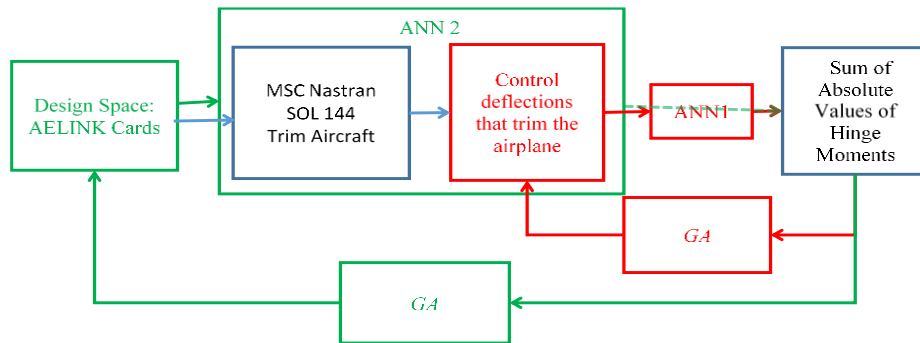 ANN 2
Design Space:
AELINK Cards
MSC Nastran
SOL 144
Trim Aircraft
Control
deflections
that trim the
airplane
ANN1
Sum of
Absolute
Values of
Hinge
Moments
GA
GA